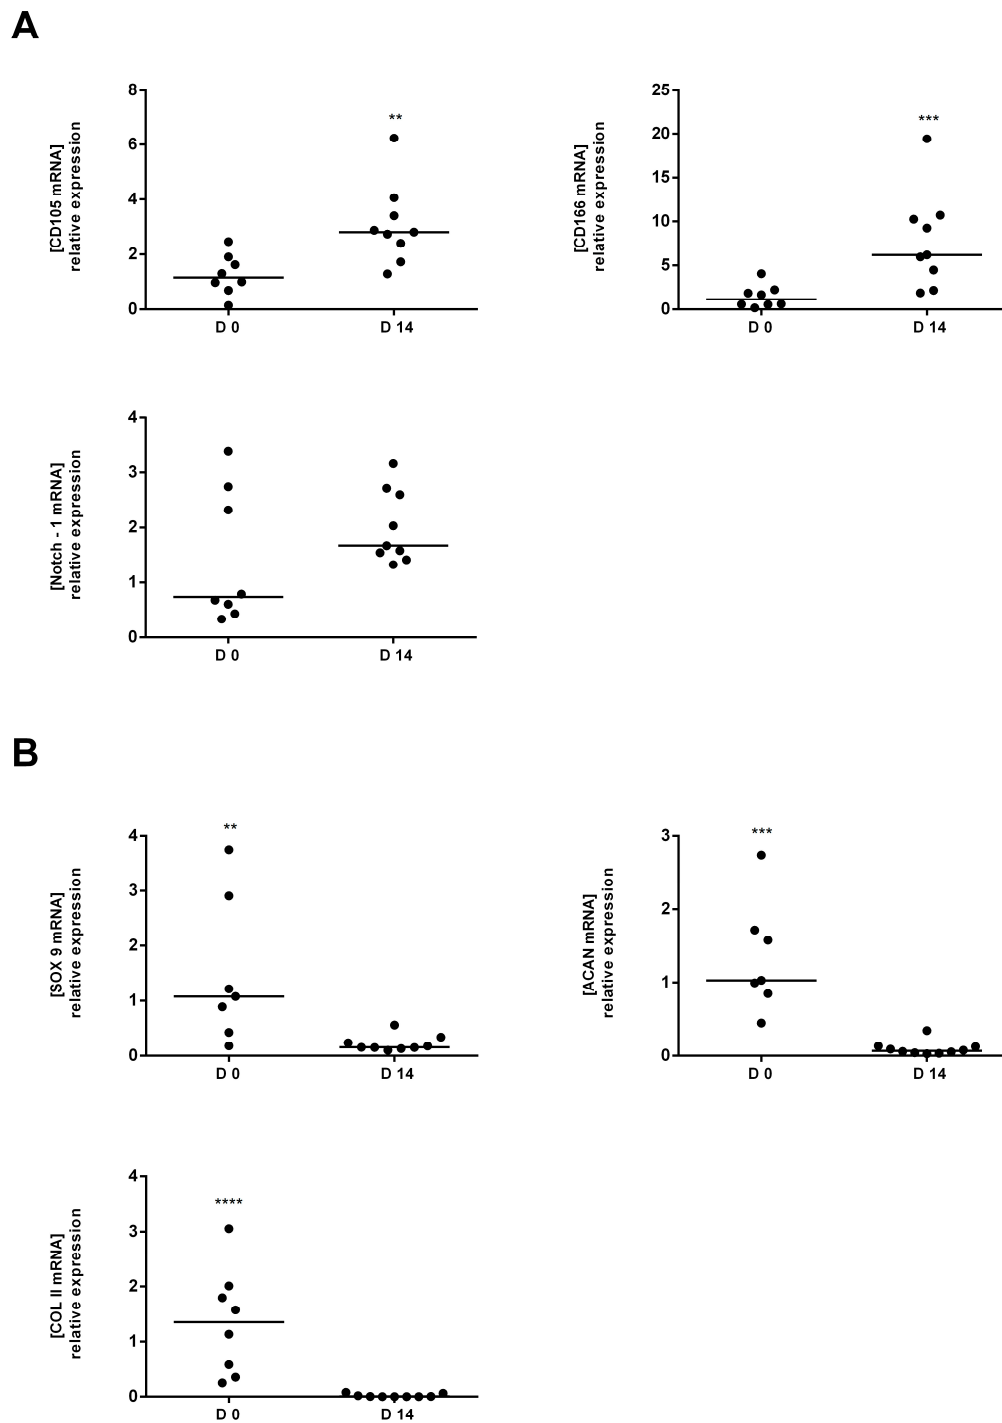 A
[CD105 mRNA]
relative expression
8
6
4
2
0
**
D 0
D 14
[CD166 mRNA]
relative expression
25
20
15
10
5
0
***
D 0
D 14
[Notch - 1 mRNA]
relative expression
4
3
2
1
0
D 0
D 14
B
[SOX 9 mRNA]
relative expression
4
3
2
1
0
**
D 0
D 14
[ACAN mRNA]
relative expression
3
2
1
0
***
D 0
D 14
[COL II mRNA]
relative expression
4
3
2
1
0
****
D 0
D 14